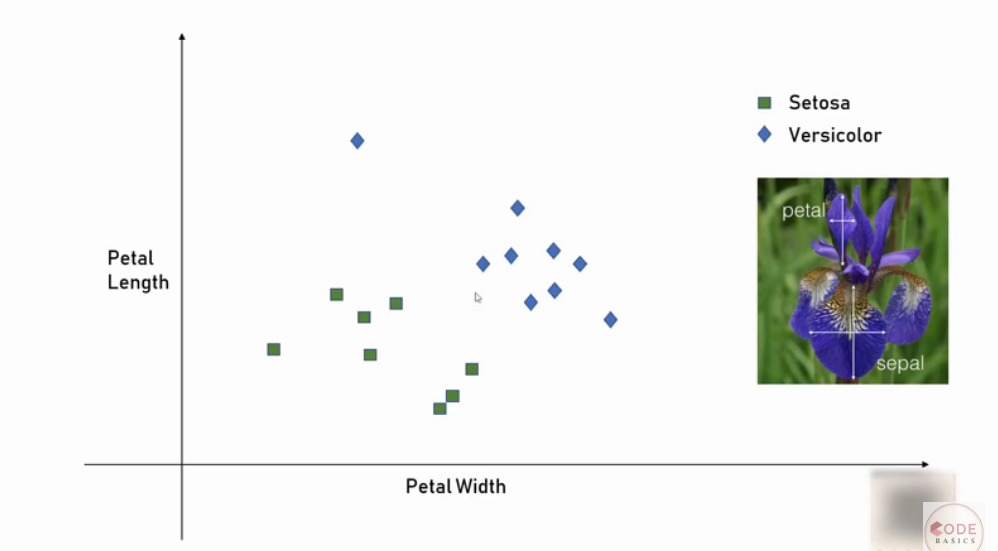 Setosa
Versicolor
petal
Petal
Length
sepal
Petal Width
CODE
BASICS